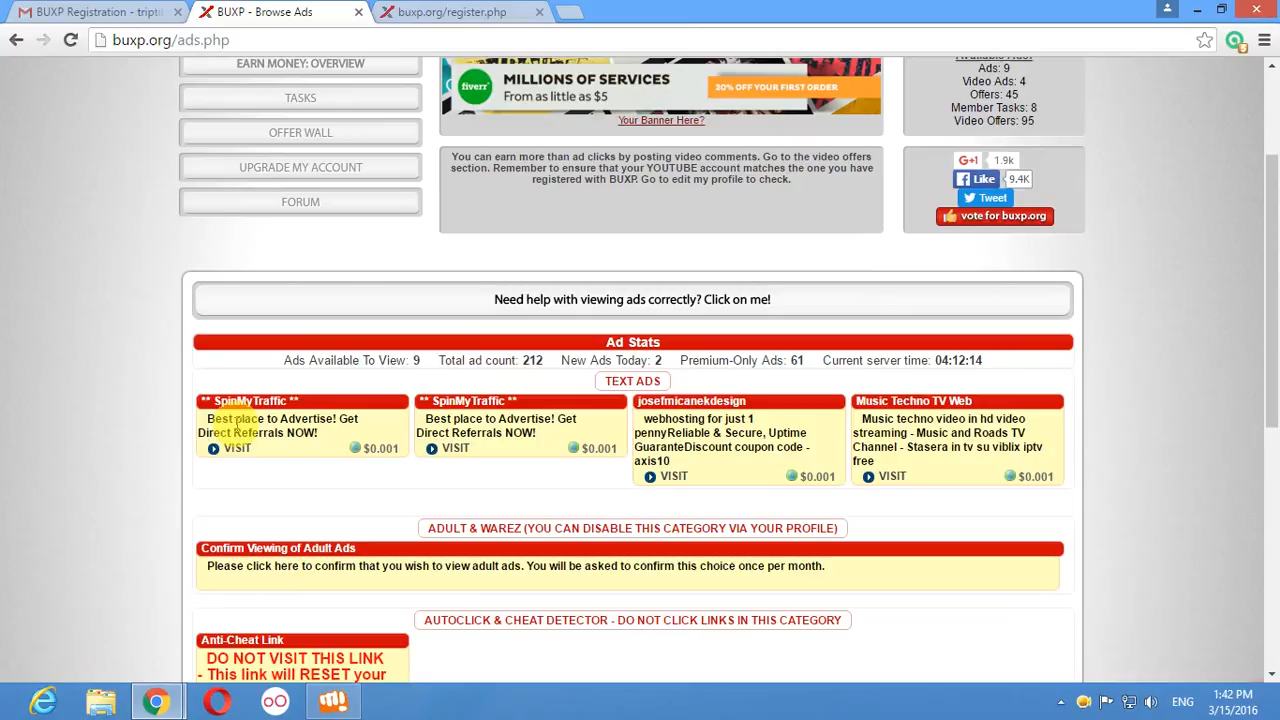 BUXP Registration - tripti
BUXP - Browse Ads
buxp.org/register.php
buxp.org/ads.php
EARN MONEY: OVERVIEW
TASKS
OFFER WALL
UPGRADE MY ACCOUNT
FORUM
fiverr
MILLIONS OF SERVICES
From as little as $5
20% OFF YOUR FIRST ORDER
Your Banner Here?
You can earn more than ad clicks by posting video comments. Go to the video offers
section. Remember to ensure that your YOUTUBE account matches the one you have
registered with BUXP. Go to edit my profile to check.
Available Ads:
Ads: 9
Video Ads: 4
Offers: 45
Member Tasks: 8
Video Offers: 95
G+1 1.9k
Like 9.4K
Tweet
vote for buxp.org
Need help with viewing ads correctly? Click on me!
Ad Stats
Ads Available To View: 9 Total ad count: 212 New Ads Today: 2 Premium-Only Ads: 61 Current server time: 04:12:14
TEXT ADS
** SpinMyTraffic **
Best place to Advertise! Get
Direct Referrals NOW!
VISIT $0.001
** SpinMyTraffic **
Best place to Advertise! Get
Direct Referrals NOW!
VISIT $0.001
josefmicanekdesign
webhosting for just 1
pennyReliable & Secure, Uptime
GuaranteDiscount coupon code -
axis10
VISIT $0.001
Music Techno TV Web
Music techno video in hd video
streaming - Music and Roads TV
Channel - Stasera in tv su viblix iptv
free
VISIT $0.001
ADULT & WAREZ (YOU CAN DISABLE THIS CATEGORY VIA YOUR PROFILE)
Confirm Viewing of Adult Ads
Please click here to confirm that you wish to view adult ads. You will be asked to confirm this choice once per month.
AUTOCLICK & CHEAT DETECTOR - DO NOT CLICK LINKS IN THIS CATEGORY
Anti-Cheat Link
DO NOT VISIT THIS LINK
- This link will RESET your
ENG
1:42 PM
3/15/2016